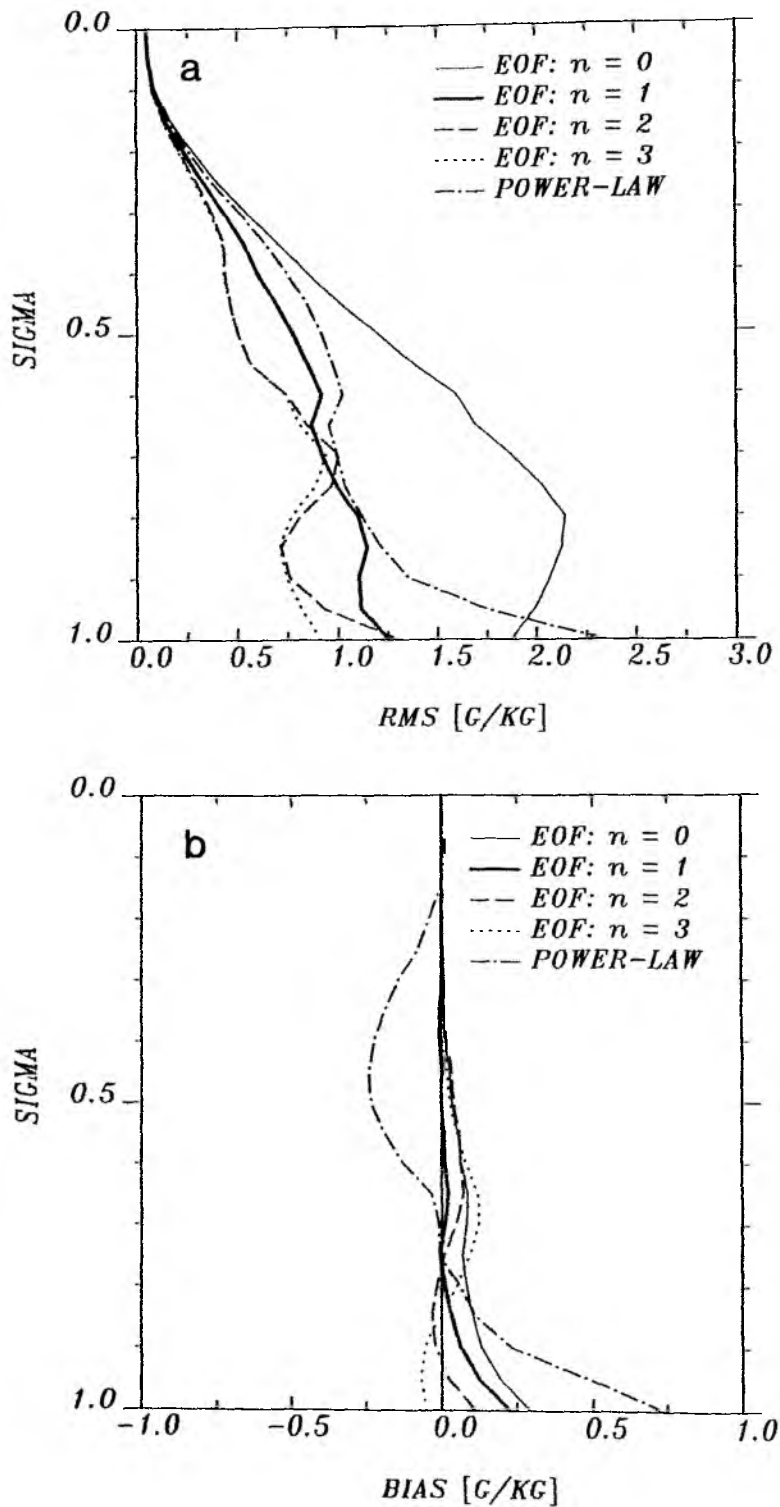 0.0
a
EOF: n = 0
EOF: n = 1
EOF: n = 2
EOF: n = 3
POWER-LAW
SIGMA
0.5
1.0
0.0 0.5 1.0 1.5 2.0 2.5 3.0
RMS [G/KG]
0.0
b
EOF: n = 0
EOF: n = 1
EOF: n = 2
EOF: n = 3
POWER-LAW
SIGMA
0.5
1.0
-1.0 -0.5 0.0 0.5 1.0
BIAS [G/KG]